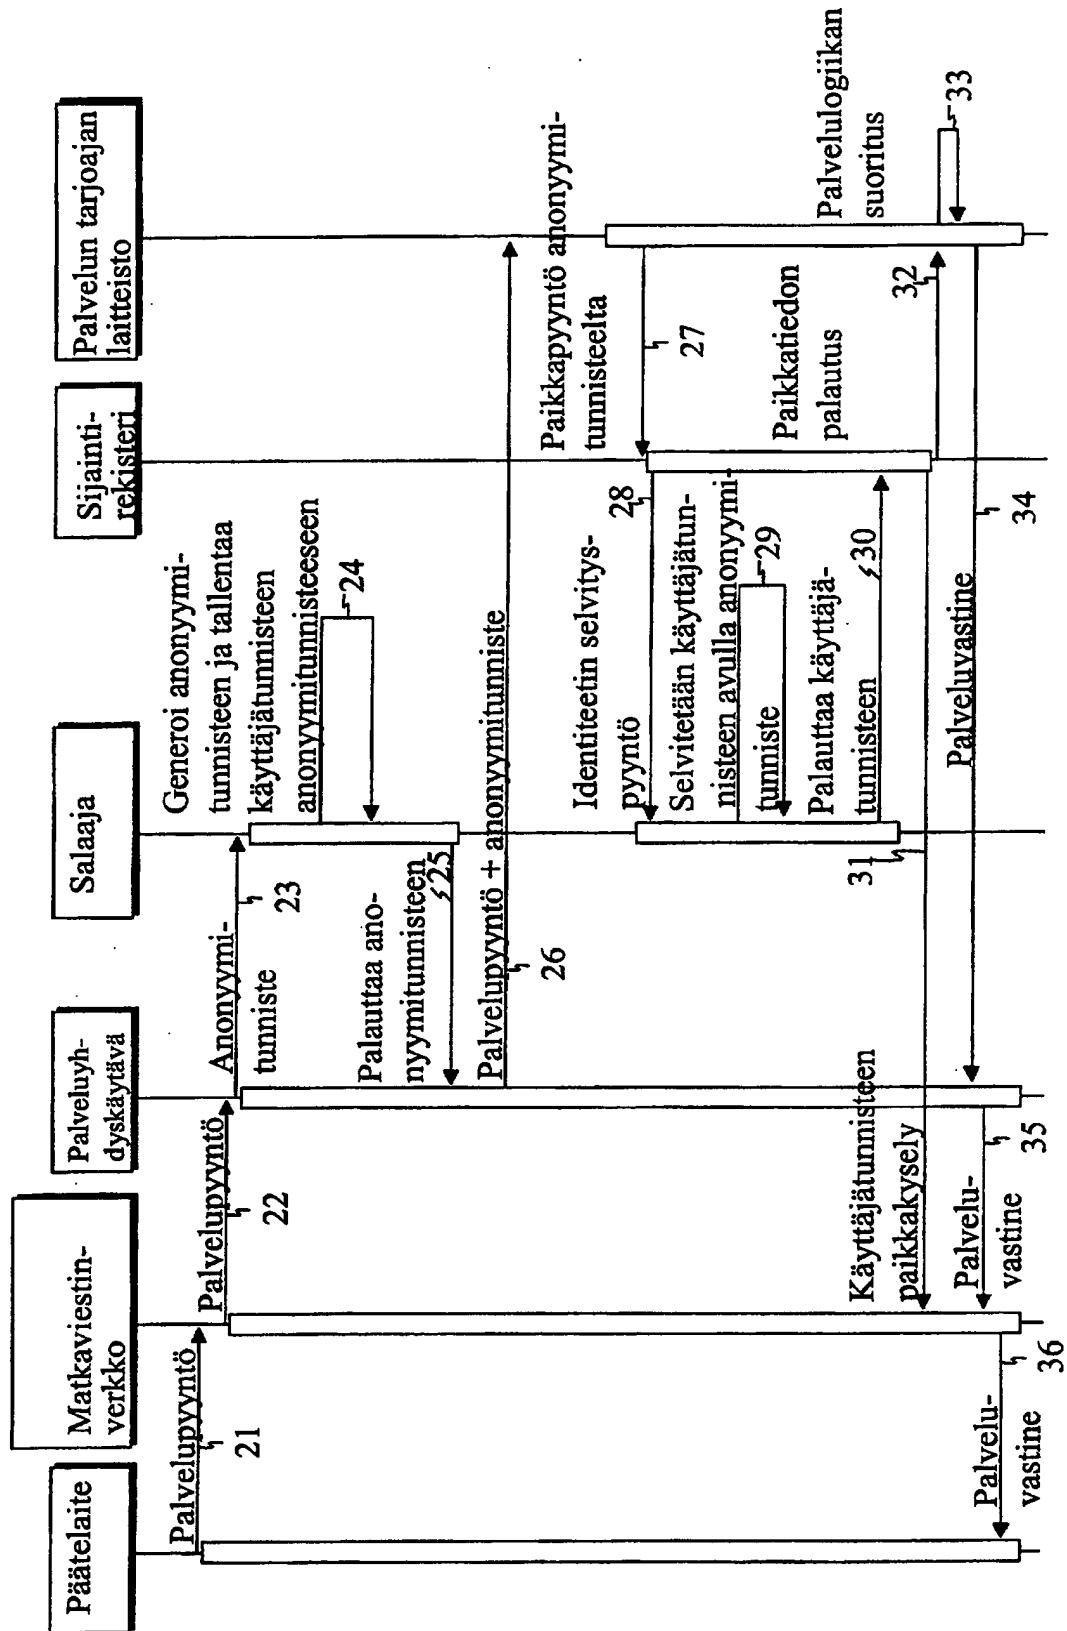 Päätelaite
Matkaviestin-
verkko
Palveluyh-
dyskäytävä
Salaaja
Sijainti-
rekisteri
Palvelun tarjoajan
laitteisto
Palvelupyyntö
21
Palvelupyyntö
22
Anonyymi-
tunniste
23
Generoi anonyymi-
tunnisteen ja tallentaa
käyttäjätunnisteen
anonyymitunnisteeseen
24
Palauttaa ano-
nyymitunnisteen
25
Palvelupyyntö + anonyymitunniste
26
Paikkapyyntö anonyymi-
tunnisteelta
27
Identiteetin selvitys-
pyyntö
28
Selvitetään käyttäjätun-
nisteen avulla anonyymi-
tunniste
29
Palauttaa käyttäjä-
tunnisteen
30
Käyttäjätunnisteen
paikkakysely
31
Paikkatiedon
palautus
32
Palvelulogiikan
suoritus
33
Palveluvastine
34
Palvelu-
vastine
35
Palvelu-
vastine
36